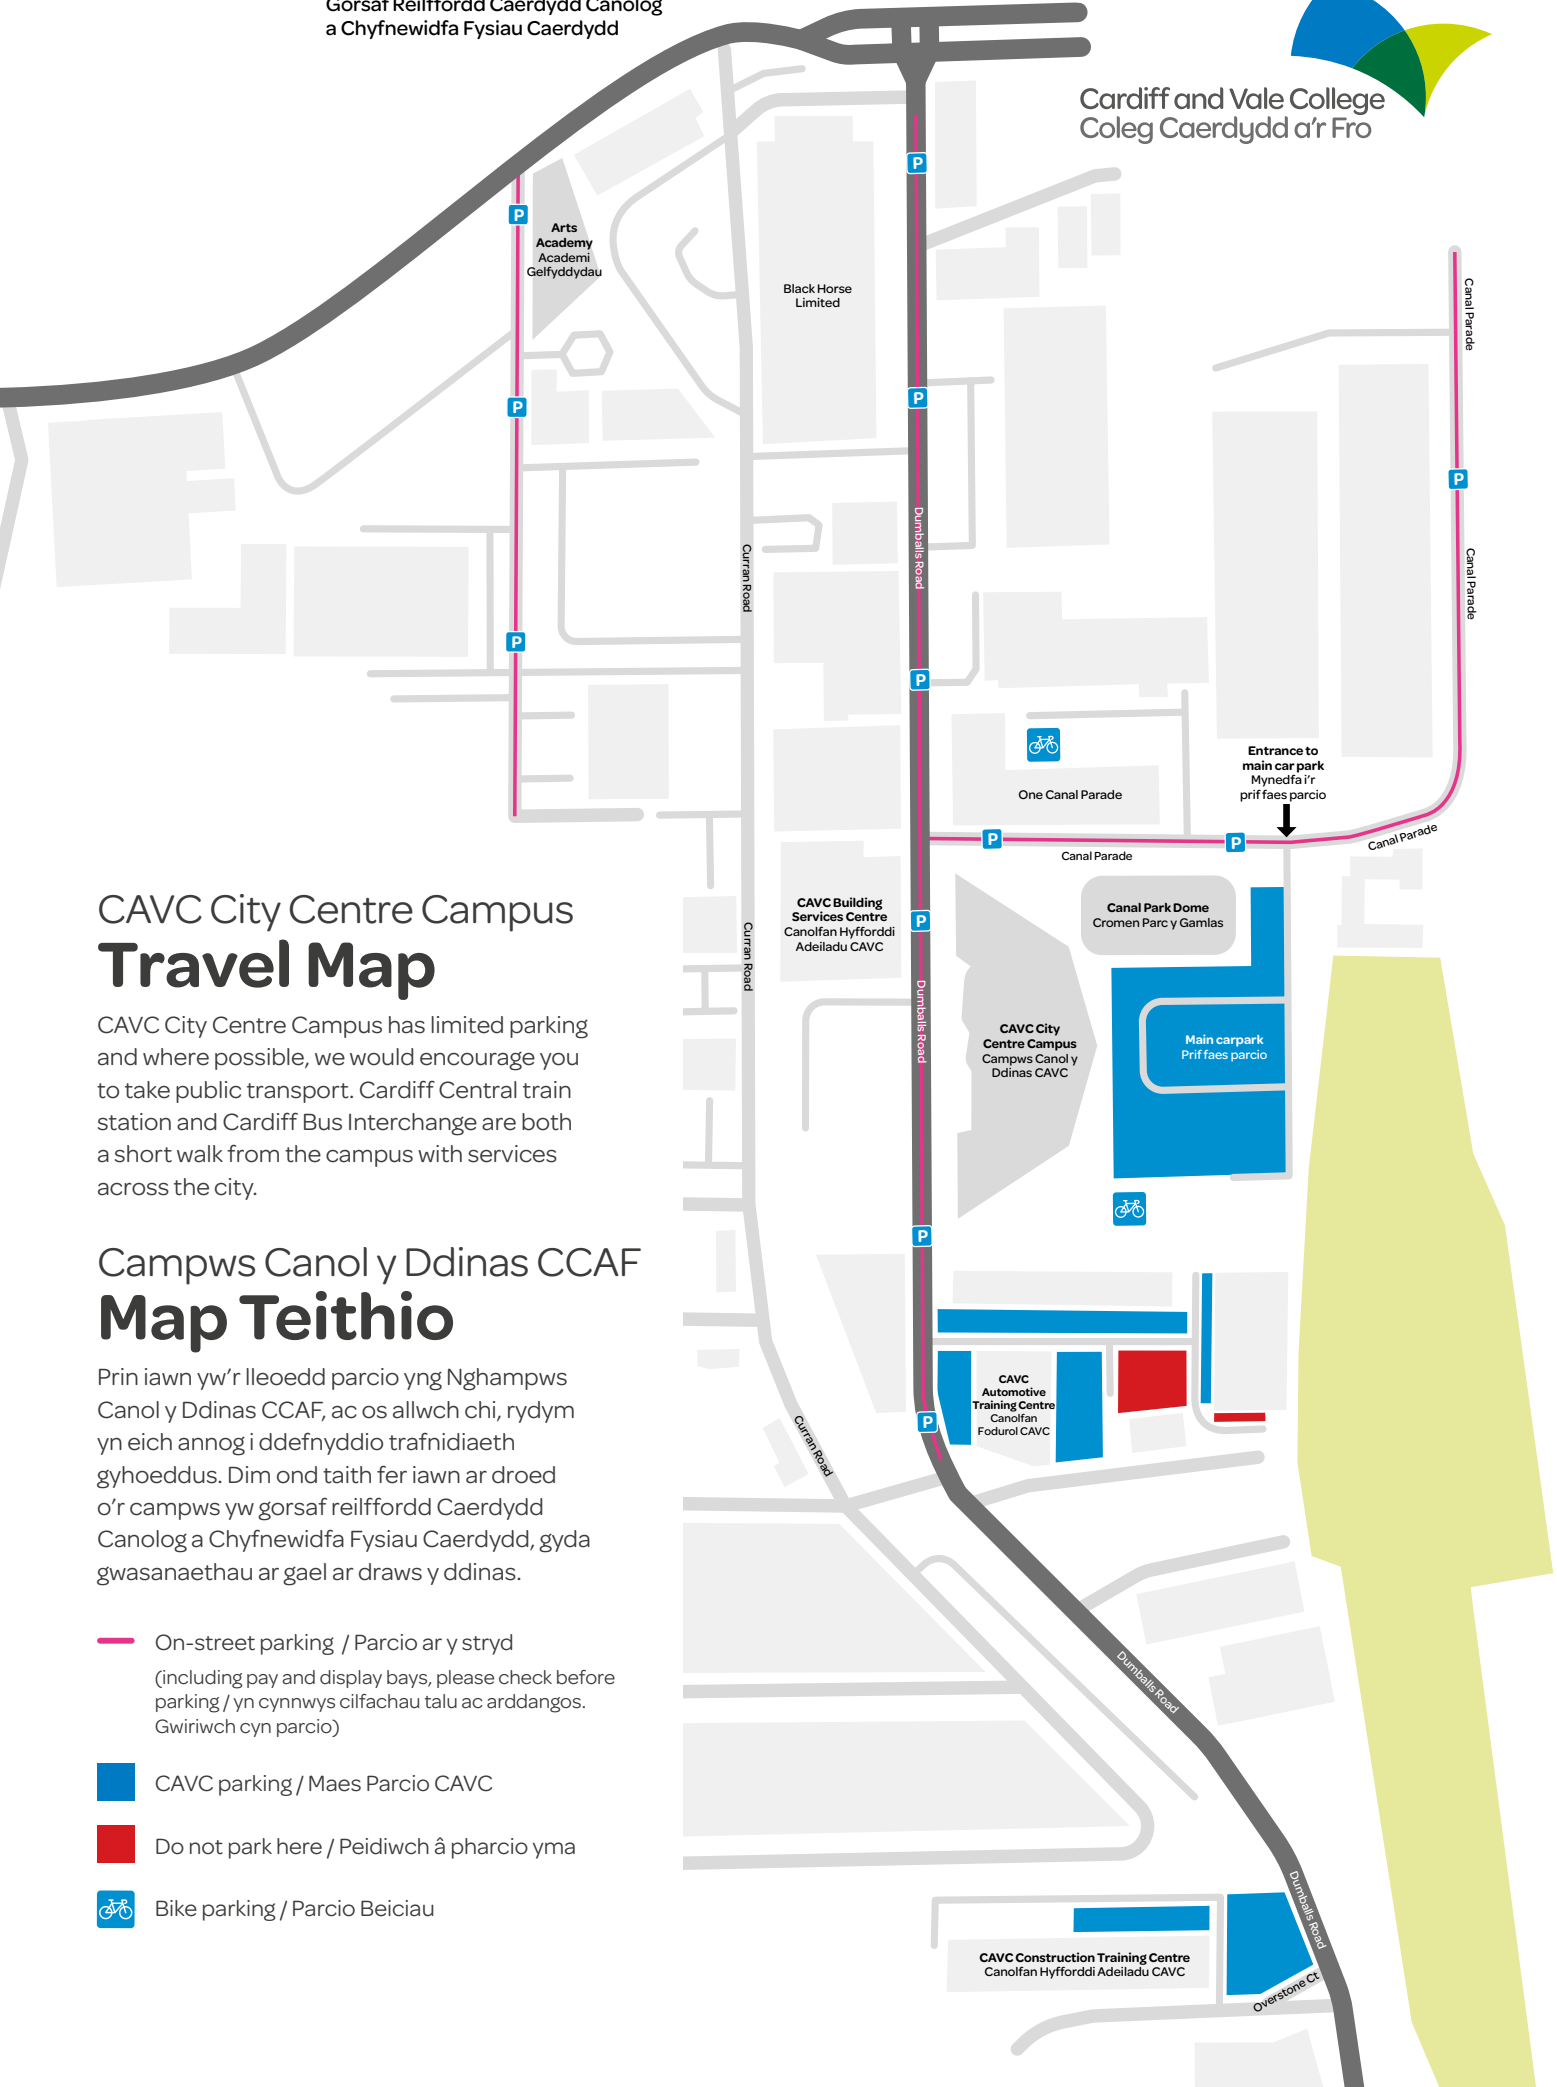 Gorsaf Reilffordd Caerdydd Canolog
a Chyfnewidfa Fysiau Caerdydd
Cardiff and Vale College
Coleg Caerdydd a'r Fro
P
P
Arts
Academy
Academi
Gelfyddydau
Black Horse
Limited
Canal Parade
P
P
P
Dumballs Road
Curran Road
Canal Parade
P
P
Entrance to
main car park
Mynedfa i'r
prif faes parcio
One Canal Parade
P
P
Canal Parade
Canal Parade
CAVC Building
Services Centre
Canolfan Hyfforddi
Adeiladu CAVC
P
Canal Park Dome
Cromen Parc y Gamlas
Curran Road
Dumballs Road
CAVC City
Centre Campus
Campws Canol y
Ddinas CAVC
Main carpark
Prif faes parcio
P
CAVC
Automotive
Training Centre
Canolfan
Fodurol CAVC
P
Curran Road
Dumballs Road
Dumballs Road
CAVC Construction Training Centre
Canolfan Hyfforddi Adeiladu CAVC
Overstone Ct
CAVC City Centre Campus
Travel Map
CAVC City Centre Campus has limited parking
and where possible, we would encourage you
to take public transport. Cardiff Central train
station and Cardiff Bus Interchange are both
a short walk from the campus with services
across the city.
Campws Canol y Ddinas CCAF
Map Teithio
Prin iawn yw'r lleoedd parcio yng Nghampws
Canol y Ddinas CCAF, ac os allwch chi, rydym
yn eich annog i ddefnyddio trafnidiaeth
gyhoeddus. Dim ond taith fer iawn ar droed
o'r campws yw gorsaf reilffordd Caerdydd
Canolog a Chyfnewidfa Fysiau Caerdydd, gyda
gwasanaethau ar gael ar draws y ddinas.
On-street parking / Parcio ar y stryd
(including pay and display bays, please check before
parking / yn cynnwys cilfachau talu ac arddangos.
Gwiriwch cyn parcio)
CAVC parking / Maes Parcio CAVC
Do not park here / Peidiwch â pharcio yma
Bike parking / Parcio Beiciau